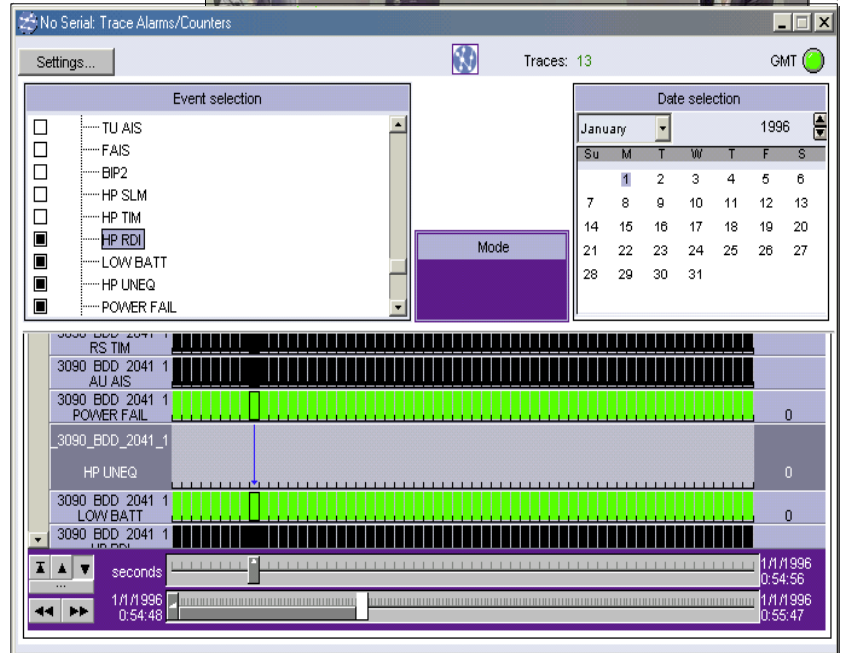 No Serial: Trace Alarms/Counters
Settings...
Traces: 13
GMT
Event selection
TU AIS
FAIS
BIP2
HP SLM
HP TIM
HP RDI
LOW BATT
HP UNEQ
POWER FAIL
Mode
Date selection
January 1996
Su M T W T F S
1 2 3 4 5 6
7 8 9 10 11 12 13
14 15 16 17 18 19 20
21 22 23 24 25 26 27
28 29 30 31
RS TIM
3090 BDD 2041 1
AU AIS
3090 BDD 2041 1
POWER FAIL 0
_3090_BDD_2041_1
HP UNEQ 0
3090 BDD 2041 1
LOW BATT 0
3090 BDD 2041 1
seconds
1/1/1996
0:54:56
...
1/1/1996
0:54:48
1/1/1996
0:55:47